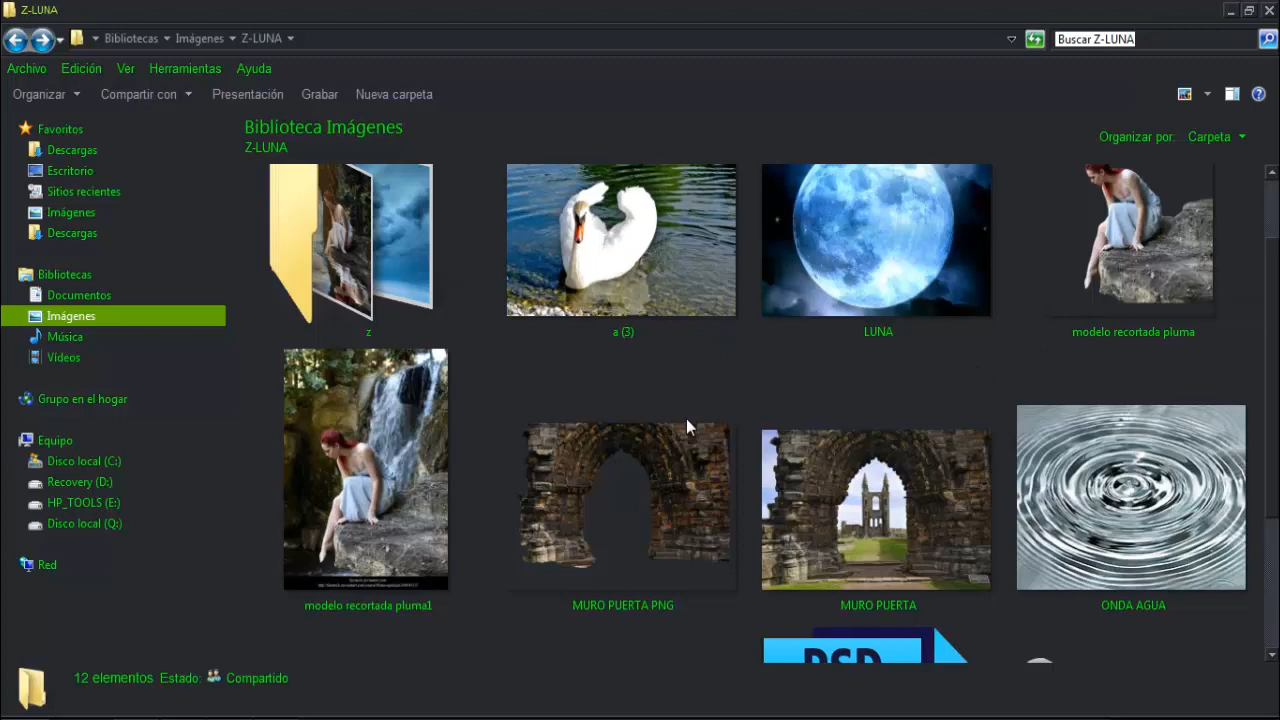 Z-LUNA
Bibliotecas Imágenes Z-LUNA
Buscar Z-LUNA
Archivo Edición Ver Herramientas Ayuda
Organizar Compartir con Presentación Grabar Nueva carpeta
Favoritos
Descargas
Escritorio
Sitios recientes
Imágenes
Descargas
Bibliotecas
Documentos
Imágenes
Música
Vídeos
Grupo en el hogar
Equipo
Disco local (C:)
Recovery (D:)
HP_TOOLS (E:)
Disco local (Q:)
Red
Biblioteca Imágenes
Z-LUNA
Organizar por: Carpeta
z
a (3)
LUNA
modelo recortada pluma
modelo recortada pluma1
MURO PUERTA PNG
MURO PUERTA
ONDA AGUA
PSD
12 elementos Estado: Compartido